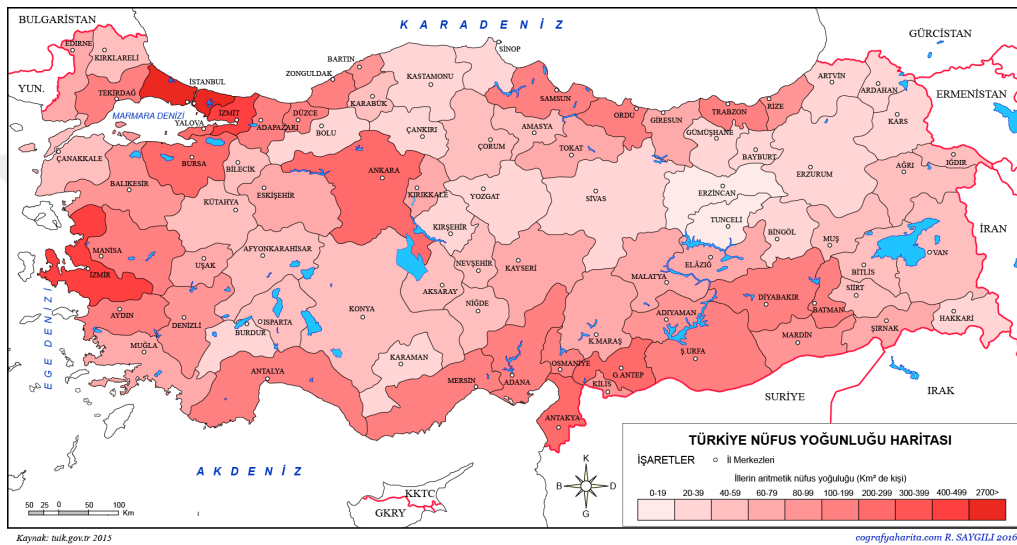 BULGARİSTAN
K A R A D E N İ Z
GÜRCİSTAN
EDİRNE
KIRKLARELİ
SİNOP
BARTIN
ZONGULDAK
KASTAMONU
ARTVİN
ARDAHAN
YUN.
TEKİRDAĞ
İSTANBUL
KARABÜK
SAMSUN
ERMENİSTAN
MARMARA DENİZİ
İZMİT
YALOVA
ADAPAZARI
DÜZCE
BOLU
ÇANKIRI
AMASYA
ORDU
GİRESUN
TRABZON
RİZE
GÜMÜŞHANE
KARS
ÇANAKKALE
BURSA
BİLECİK
ÇORUM
TOKAT
BAYBURT
ERZURUM
AĞRI
IĞDIR
BALIKESİR
ANKARA
KIRIKKALE
YOZGAT
SİVAS
ERZİNCAN
KÜTAHYA
ESKİŞEHİR
KIRŞEHİR
TUNCELİ
İRAN
MANİSA
AFYONKARAHİSAR
UŞAK
NEVŞEHİR
KAYSERİ
BİNGÖL
MUŞ
VAN
İZMİR
ELÂZIĞ
MALATYA
BİTLİS
AKSARAY
NİĞDE
SİİRT
AYDIN
DENİZLİ
BURDUR
ISPARTA
KONYA
ADIYAMAN
DİYABAKIR
BATMAN
HAKKARİ
MUĞLA
K.MARAŞ
MARDİN
ŞIRNAK
KARAMAN
EGE DENİZİ
ANTALYA
MERSİN
ADANA
OSMANİYE
G.ANTEP
Ş.URFA
KİLİS
SURİYE
IRAK
ANTAKYA
A K D E N İ Z
KKTC
GKRY
K
B
D
G
TÜRKİYE NÜFUS YOĞUNLUĞU HARİTASI
İŞARETLER
İl Merkezleri
İllerin aritmetik nüfus yoğuluğu (Km² de kişi)
0-19 20-39 40-59 60-79 80-99 100-199 200-299 300-399 400-499 2700>
50 25 0 50 100
Km
Kaynak: tuik.gov.tr 2015
cografyaharita.com R. SAYGILI 2016